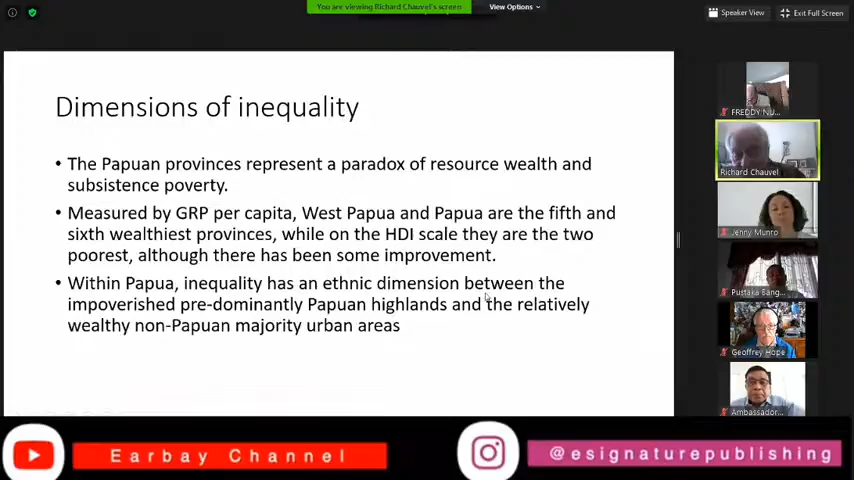 You are viewing Richard Chauvel's screen
View Options
Speaker View
Exit Full Screen
Dimensions of inequality
• The Papuan provinces represent a paradox of resource wealth and
subsistence poverty.
• Measured by GRP per capita, West Papua and Papua are the fifth and
sixth wealthiest provinces, while on the HDI scale they are the two
poorest, although there has been some improvement.
• Within Papua, inequality has an ethnic dimension between the
impoverished pre-dominantly Papuan highlands and the relatively
wealthy non-Papuan majority urban areas
FREDDY NU...
Richard Chauvel
Jenny Munro
Pustaka Bang...
Geoffrey Hope
Ambassador...
Earbay Channel
@esignaturepublishing